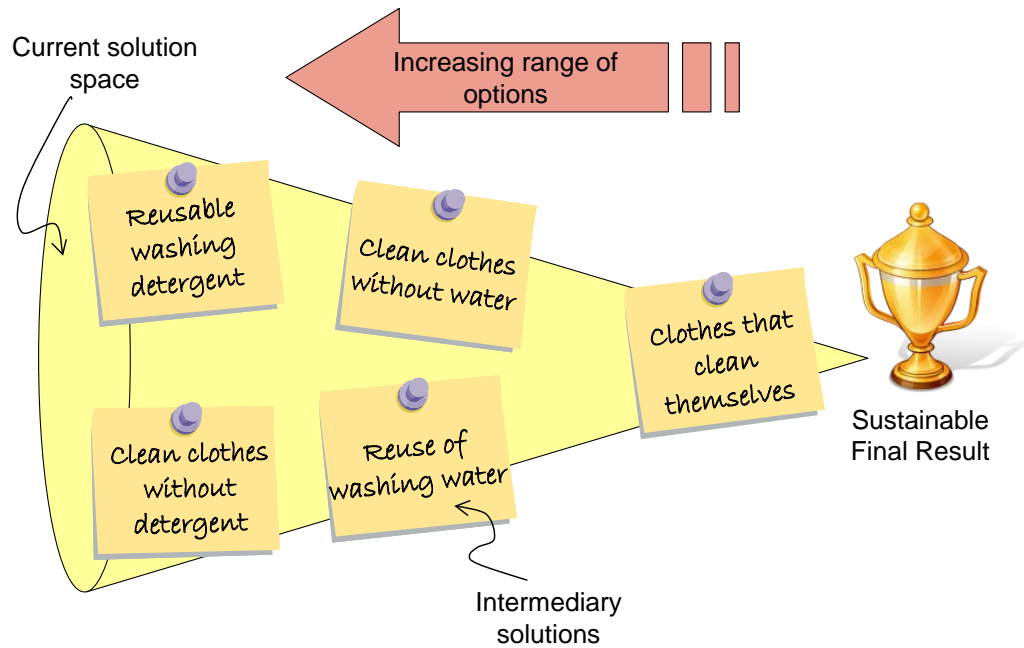 Current solution
space
Increasing range of
options
Reusable
washing
detergent
Clean clothes
without water
Clothes that
clean
themselves
Clean clothes
without
detergent
Reuse of
washing water
Sustainable
Final Result
Intermediary
solutions